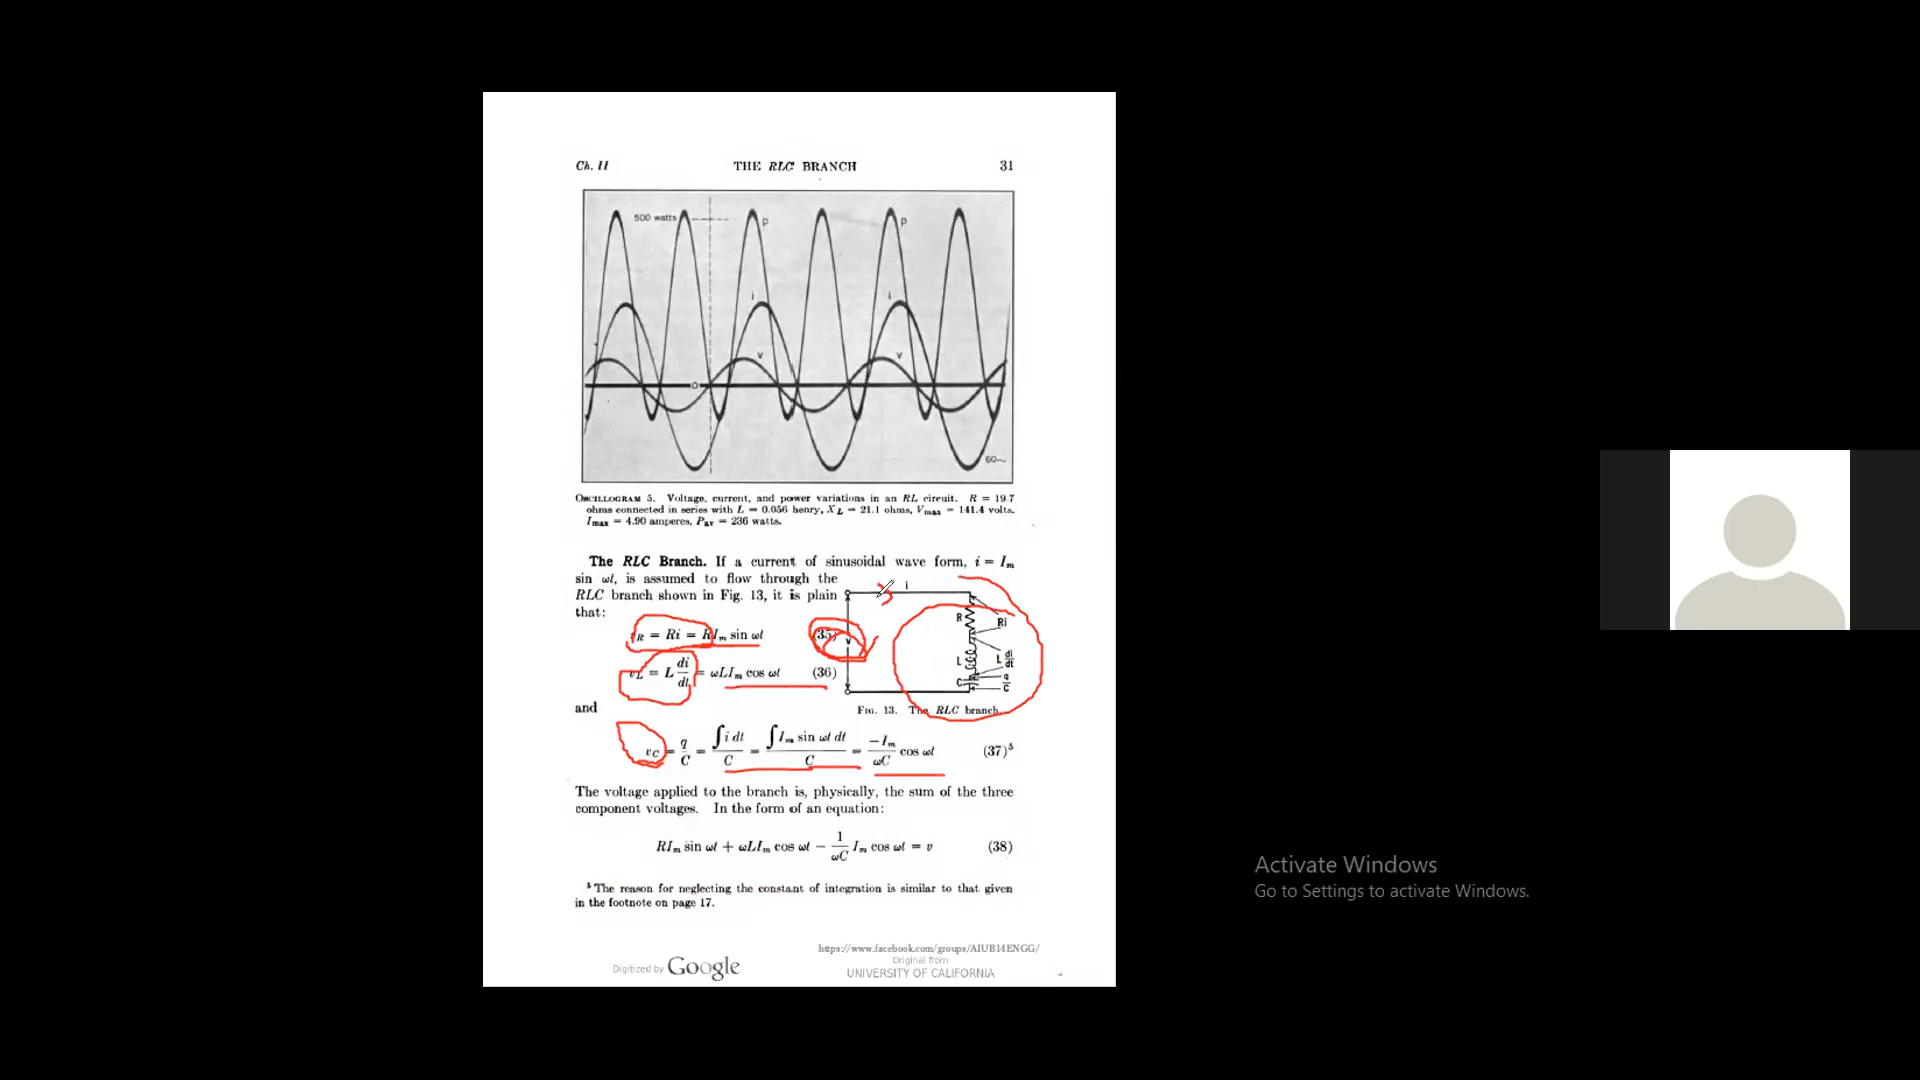 Ch. II THE RLC BRANCH 31
500 watts p p
i i
v v
0
60~
OSCILLOGRAM 5. Voltage, current, and power variations in an RL circuit. R = 19.7
ohms connected in series with L = 0.056 henry, X_L = 21.1 ohms, V_max = 141.4 volts.
I_max = 4.90 amperes, P_av = 236 watts.
The RLC Branch. If a current of sinusoidal wave form, i = I_m
sin ωt, is assumed to flow through the
RLC branch shown in Fig. 13, it is plain
that:
v_R = Ri = RI_m sin ωt (35)
v_L = L di/dt = ωLI_m cos ωt (36)
i
v
R Ri
L L di/dt
C q/C
FIG. 13. The RLC branch.
and
v_C = q/C = ∫i dt/C = ∫I_m sin ωt dt/C = -I_m/ωC cos ωt (37)⁵
The voltage applied to the branch is, physically, the sum of the three
component voltages. In the form of an equation:
RI_m sin ωt + ωLI_m cos ωt − 1/ωC I_m cos ωt = v (38)
⁵ The reason for neglecting the constant of integration is similar to that given
in the footnote on page 17.
https://www.facebook.com/groups/AIUB14ENGG/
Digitized by Google
Original from
UNIVERSITY OF CALIFORNIA
Activate Windows
Go to Settings to activate Windows.